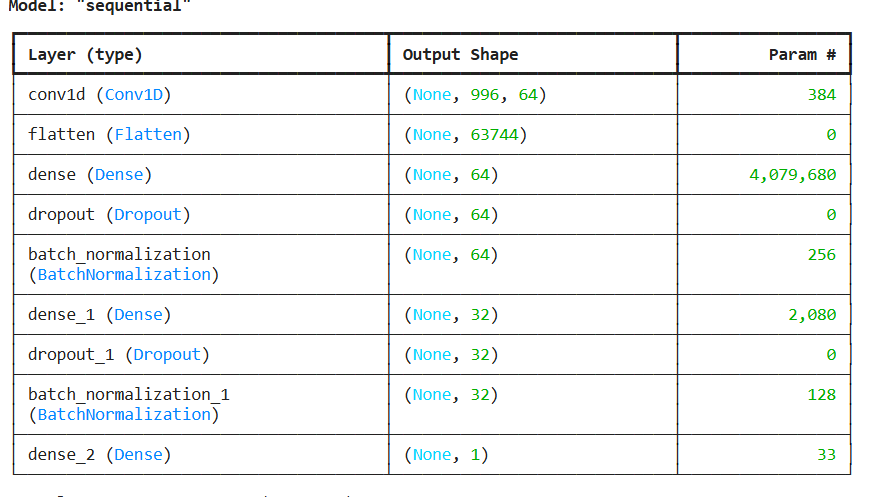 Model: "sequential"
Layer (type) Output Shape Param #
conv1d (Conv1D) (None, 996, 64) 384
flatten (Flatten) (None, 63744) 0
dense (Dense) (None, 64) 4,079,680
dropout (Dropout) (None, 64) 0
batch_normalization (None, 64) 256
(BatchNormalization)
dense_1 (Dense) (None, 32) 2,080
dropout_1 (Dropout) (None, 32) 0
batch_normalization_1 (None, 32) 128
(BatchNormalization)
dense_2 (Dense) (None, 1) 33